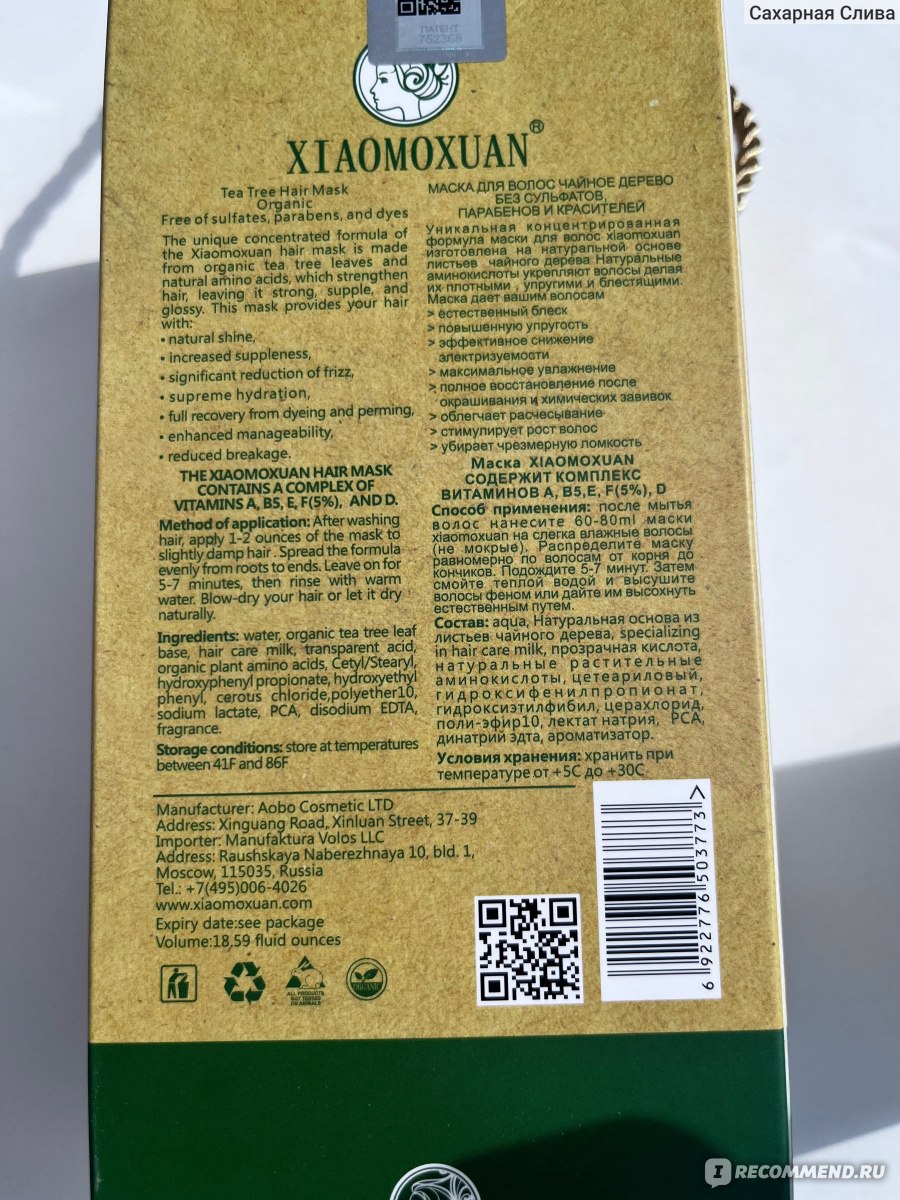 Сахарная Слива
ПАТЕНТ
762368
XIAOMOXUAN®
Tea Tree Hair Mask
Organic
Free of sulfates, parabens, and dyes
The unique concentrated formula of
the Xiaomoxuan hair mask is made
from organic tea tree leaves and
natural amino acids, which strengthen
hair, leaving it strong, supple, and
glossy. This mask provides your hair
with:
• natural shine,
• increased suppleness,
• significant reduction of frizz,
• supreme hydration,
• full recovery from dyeing and perming,
• enhanced manageability,
• reduced breakage.
THE XIAOMOXUAN HAIR MASK
CONTAINS A COMPLEX OF
VITAMINS A, B5, E, F(5%), AND D.
Method of application: After washing
hair, apply 1-2 ounces of the mask to
slightly damp hair . Spread the formula
evenly from roots to ends. Leave on for
5-7 minutes, then rinse with warm
water. Blow-dry your hair or let it dry
naturally.
Ingredients: water, organic tea tree leaf
base, hair care milk, transparent acid,
organic plant amino acids, Cetyl/Stearyl,
hydroxyphenyl propionate, hydroxyethyl
phenyl, cerous chloride,polyether10,
sodium lactate, PCA, disodium EDTA,
fragrance.
Storage conditions: store at temperatures
between 41F and 86F
МАСКА ДЛЯ ВОЛОС ЧАЙНОЕ ДЕРЕВО
БЕЗ СУЛЬФАТОВ,
ПАРАБЕНОВ И КРАСИТЕЛЕЙ
Уникальная концентрированная
формула маски для волос xiaomoxuan
изготовлена на натуральной основе
листьев чайного дерева Натуральные
аминокислоты укрепляют волосы делая
их плотными , упругими и блестящими.
Маска дает вашим волосам
> естественный блеск
> повышенную упругость
> эффективное снижение
электризуемости
> максимальное увлажнение
> полное восстановление после
окрашивания и химических завивок
> облегчает расчесывание
> стимулирует рост волос
> убирает чрезмерную ломкость
Маска XIAOMOXUAN
СОДЕРЖИТ КОМПЛЕКС
ВИТАМИНОВ А, В5,Е, F(5%), D
Способ применения: после мытья
волос нанесите 60-80ml маски
xiaomoxuan на слегка влажные волосы
(не мокрые). Распределите маску
равномерно по волосам от корня до
кончиков. Подождите 5-7 минут. Затем
смойте теплой водой и высушите
волосы феном или дайте им высохнуть
естественным путем.
Состав: aqua, Натуральная основа из
листьев чайного дерева, specializing
in hair care milk, прозрачная кислота,
натуральные растительные
аминокислоты, цетеариловый,
гидроксифенилпропионат,
гидроксиэтилфибил, церахлорид,
поли-эфир10, лектат натрия, РСА,
динатрий эдта, ароматизатор.
Условия хранения: хранить при
температуре от +5С до +30С
Manufacturer: Aobo Cosmetic LTD
Address: Xinguang Road, Xinluan Street, 37-39
Importer: Manufaktura Volos LLC
Address: Raushskaya Naberezhnaya 10, bld. 1,
Moscow, 115035, Russia
Tel.: +7(495)006-4026
www.xiaomoxuan.com
Expiry date:see package
Volume:18,59 fluid ounces
ALL PRODUCTS
NOT TESTED
ON ANIMALS
ORGANIC
6 922776 503773 >
IRECOMMEND.RU